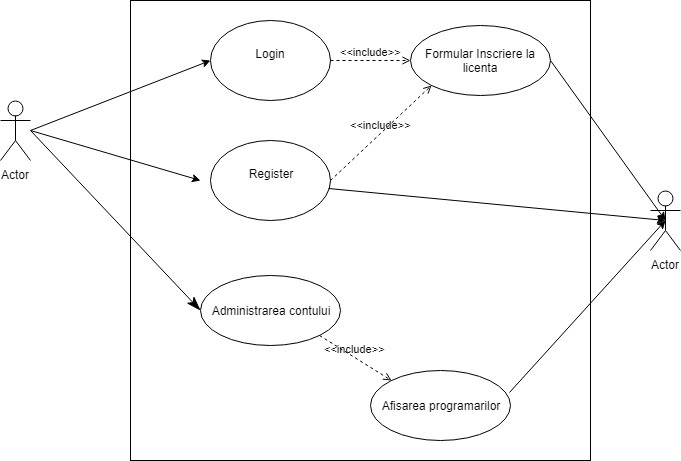 Login
<<include>>
Formular Inscriere la
licenta
<<include>>
Actor
Register
Actor
Administrarea contului
<<include>>
Afisarea programarilor